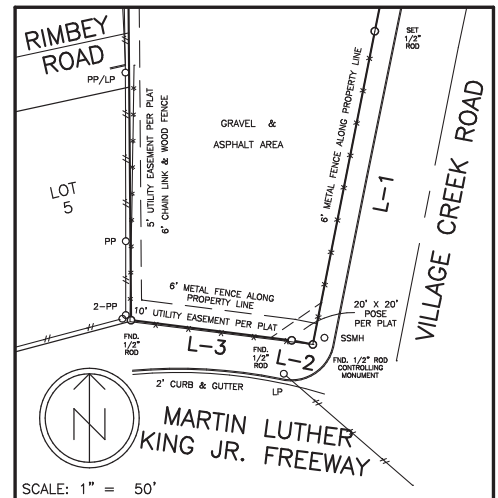 RIMBEY
ROAD
PP/LP
SET
1/2"
ROD
GRAVEL &
ASPHALT AREA
5' UTILITY EASEMENT PER PLAT
6' CHAIN LINK & WOOD FENCE
6' METAL FENCE ALONG PROPERTY LINE
L-1
VILLAGE CREEK ROAD
LOT
5
PP
6' METAL FENCE ALONG
PROPERTY LINE
2-PP
10' UTILITY EASEMENT PER PLAT
20' X 20'
POSE
PER PLAT
SSMH
FND.
1/2"
ROD
L-3
FND.
1/2"
ROD
L-2
FND. 1/2" ROD
CONTROLLING
MONUMENT
2' CURB & GUTTER
LP
MARTIN LUTHER
KING JR. FREEWAY
N
SCALE: 1" = 50'